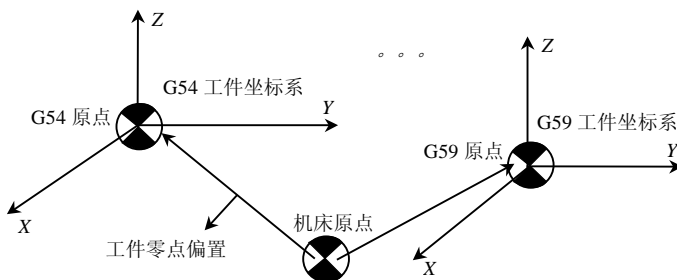 Z
。。。
Z
G54 工件坐标系
G54 原点
Y
G59 工件坐标系
G59 原点
Y
X
机床原点
工件零点偏置
X